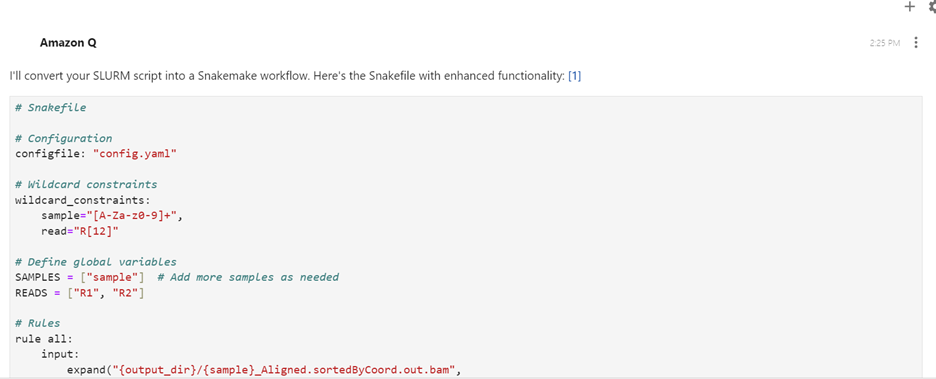 Amazon Q
2:25 PM
I'll convert your SLURM script into a Snakemake workflow. Here's the Snakefile with enhanced functionality: [1]
# Snakefile
# Configuration
configfile: "config.yaml"
# Wildcard constraints
wildcard_constraints:
    sample="[A-Za-z0-9]+",
    read="R[12]"
# Define global variables
SAMPLES = ["sample"]  # Add more samples as needed
READS = ["R1", "R2"]
# Rules
rule all:
    input:
        expand("{output_dir}/{sample}_Aligned.sortedByCoord.out.bam",